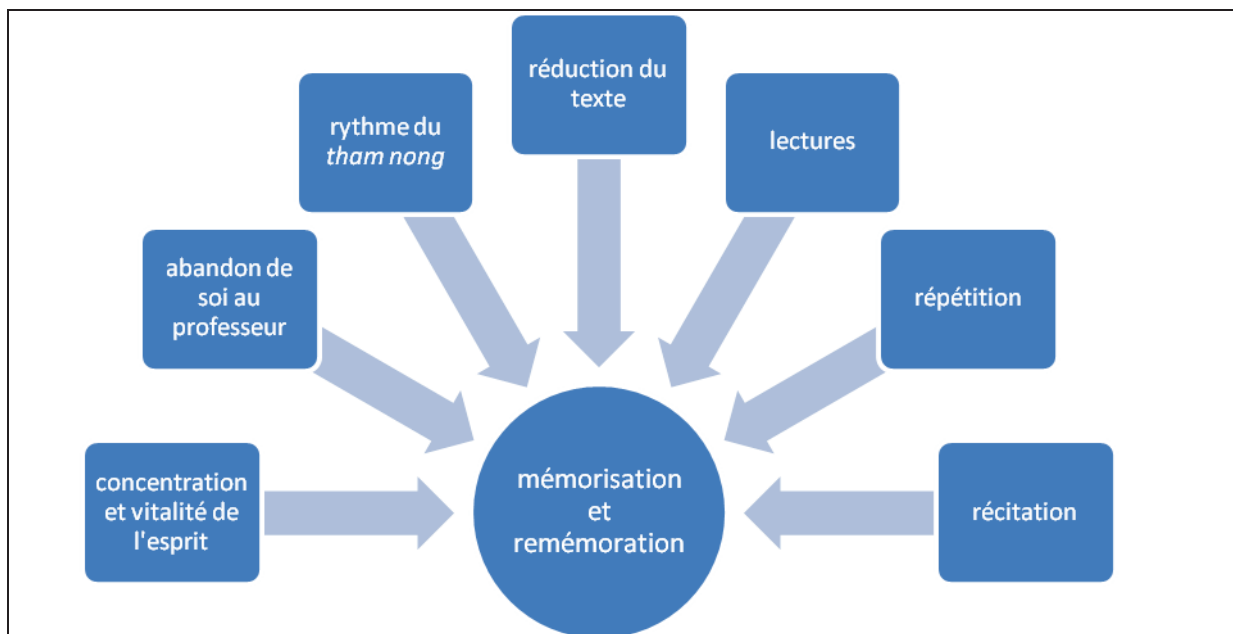 réduction du
texte
rythme du
tham nong
lectures
abandon de
soi au
professeur
répétition
concentration
et vitalité de
l'esprit
mémorisation
et
remémoration
récitation